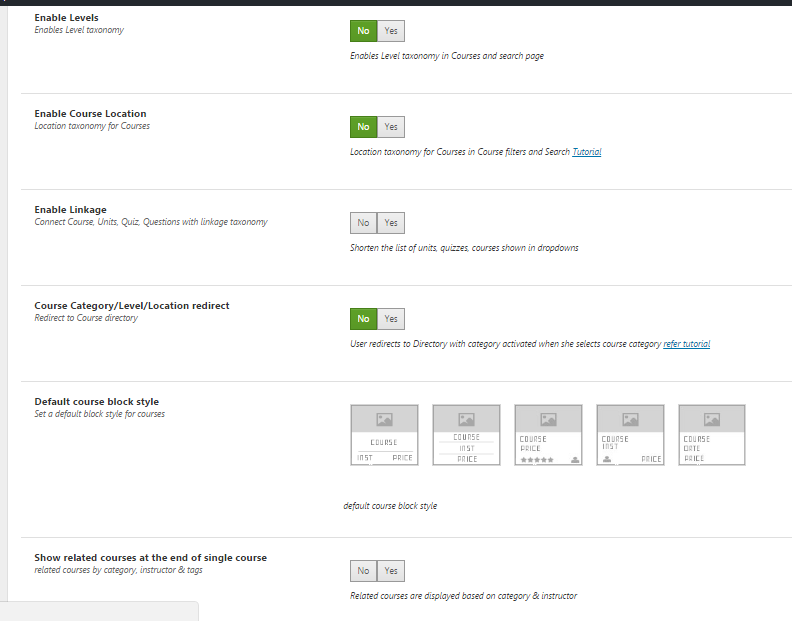 Enable Levels
Enables Level taxonomy
No Yes
Enables Level taxonomy in Courses and search page
Enable Course Location
Location taxonomy for Courses
No Yes
Location taxonomy for Courses in Course filters and Search Tutorial
Enable Linkage
Connect Course, Units, Quiz, Questions with linkage taxonomy
No Yes
Shorten the list of units, quizzes, courses shown in dropdowns
Course Category/Level/Location redirect
Redirect to Course directory
No Yes
User redirects to Directory with category activated when she selects course category refer tutorial
Default course block style
Set a default block style for courses
COURSE
INST PRICE
COURSE
INST
PRICE
COURSE
PRICE
COURSE
INST
PRICE
COURSE
DATE
PRICE
default course block style
Show related courses at the end of single course
related courses by category, instructor & tags
No Yes
Related courses are displayed based on category & instructor